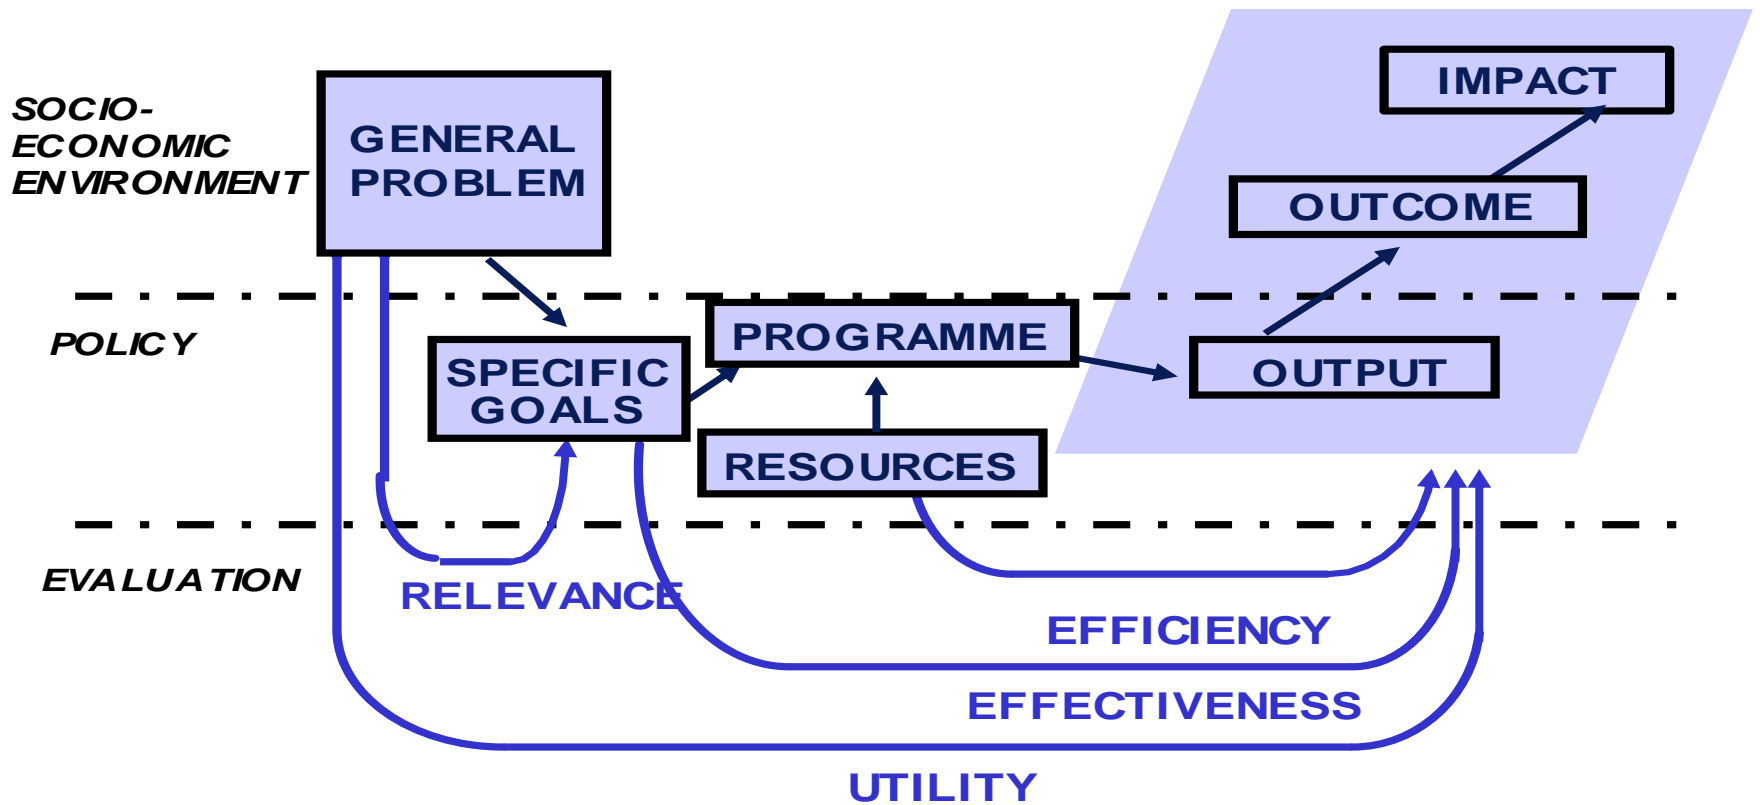 SOCIO-
ECONOMIC
ENVIRONMENT
GENERAL
PROBLEM
IMPACT
OUTCOME
POLICY
SPECIFIC
GOALS
PROGRAMME
OUTPUT
RESOURCES
EVALUATION
RELEVANCE
EFFICIENCY
EFFECTIVENESS
UTILITY